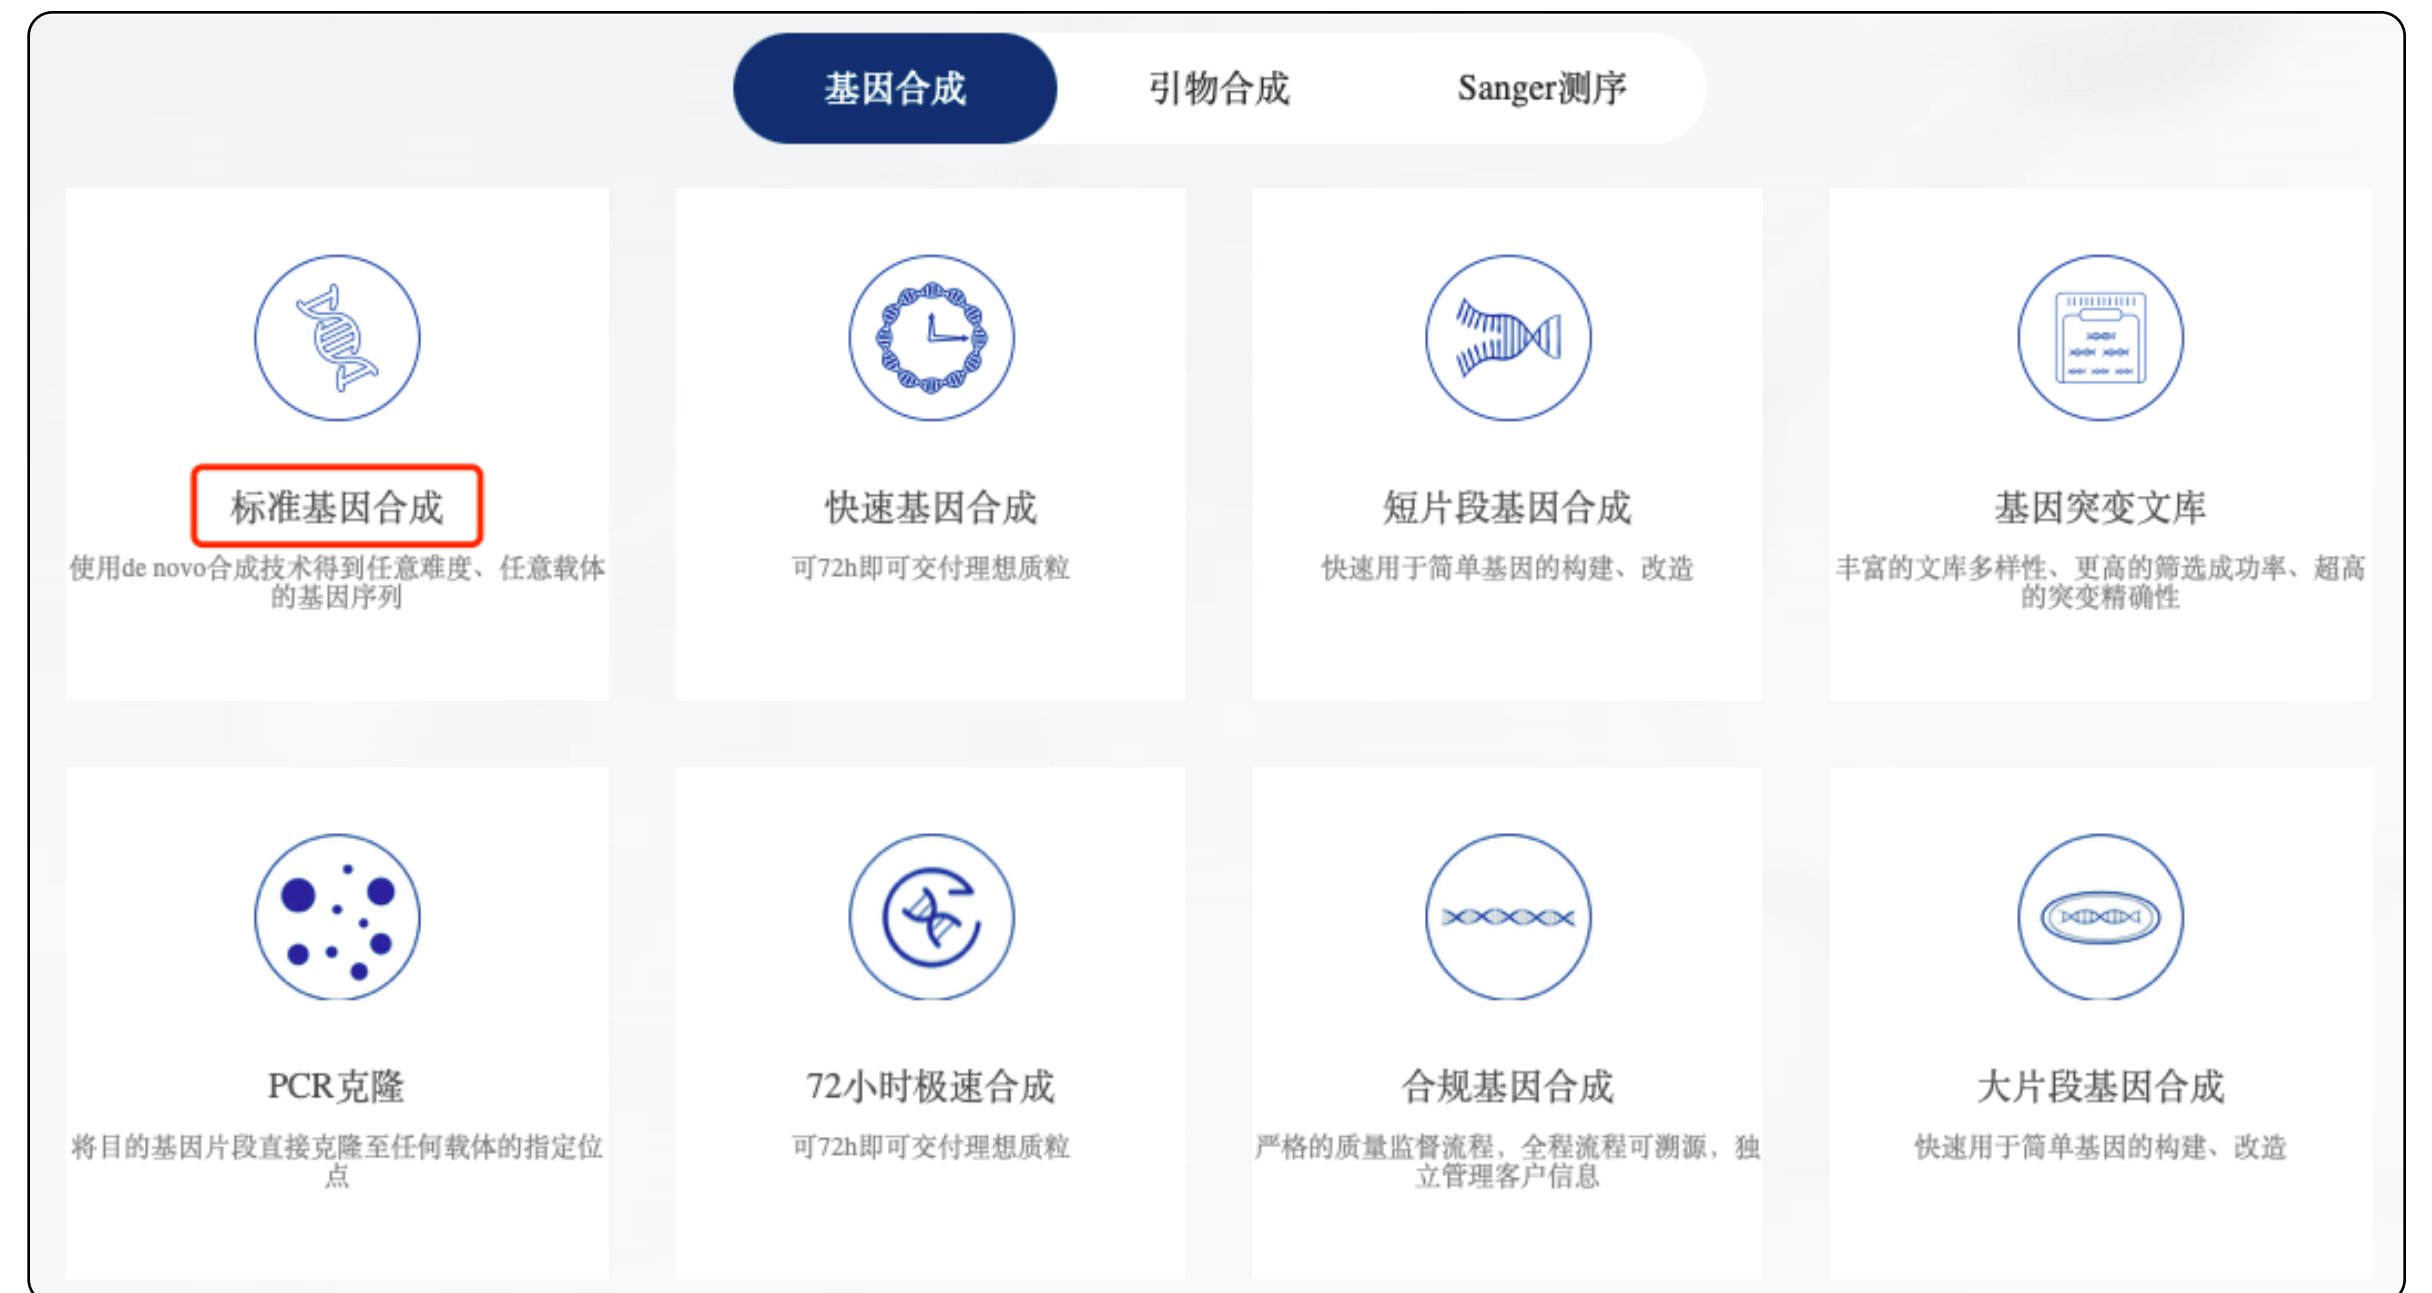 基因合成
引物合成
Sanger测序
标准基因合成
使用de novo合成技术得到任意难度、任意载体
的基因序列
快速基因合成
可72h即可交付理想质粒
短片段基因合成
快速用于简单基因的构建、改造
基因突变文库
丰富的文库多样性、更高的筛选成功率、超高
的突变精确性
PCR克隆
将目的基因片段直接克隆至任何载体的指定位
点
72小时极速合成
可72h即可交付理想质粒
合规基因合成
严格的质量监督流程，全程流程可溯源，独
立管理客户信息
大片段基因合成
快速用于简单基因的构建、改造